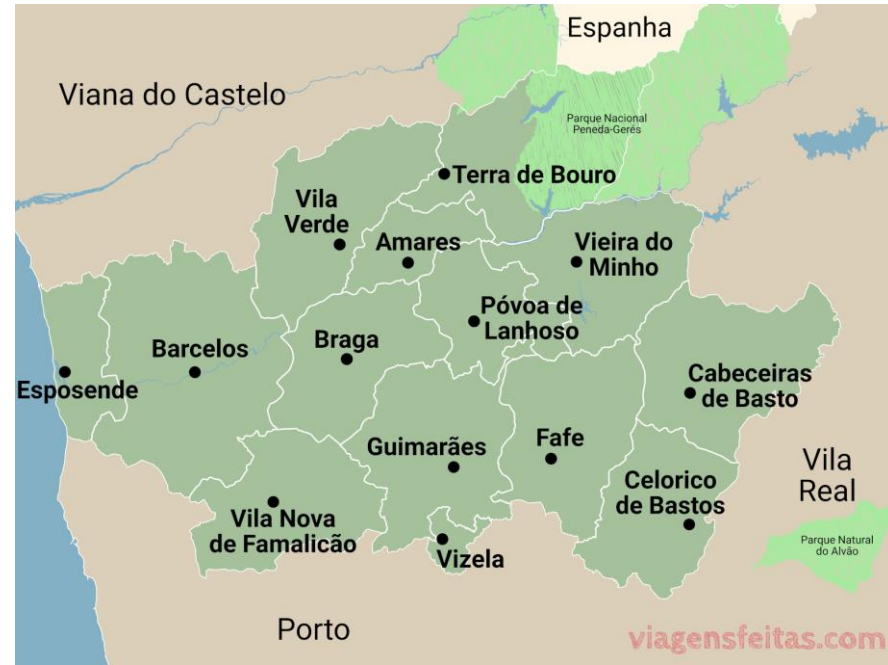 Espanha
Viana do Castelo
Parque Nacional
Peneda-Gerés
Terra de Bouro
Vila
Verde
Amares
Vieira do
Minho
Póvoa de
Lanhoso
Braga
Barcelos
Esposende
Cabeceiras
de Basto
Guimarães
Fafe
Vila
Real
Celorico
de Bastos
Vila Nova
de Famalicão
Vizela
Parque Natural
do Alvão
Porto
viagensfeitas.com